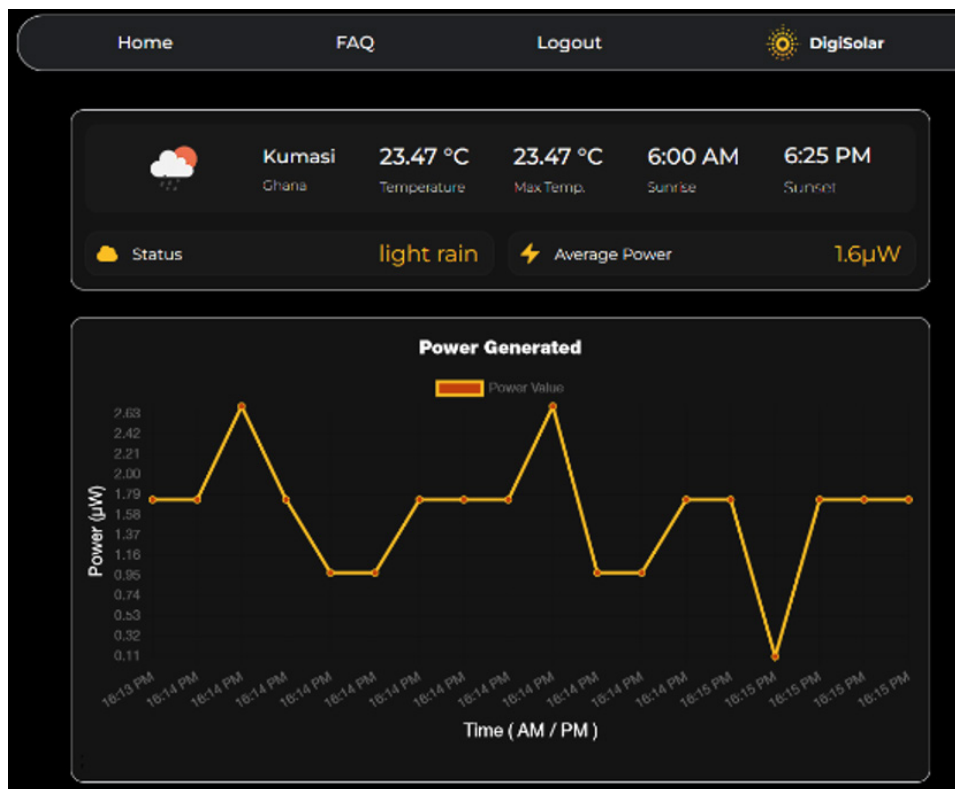 Home FAQ Logout DigiSolar
Kumasi 23.47 °C 23.47 °C 6:00 AM 6:25 PM
Ghana Temperature Max Temp. Sunrise Sunset
Status light rain Average Power 1.6µW
Power Generated
Power Value
2.63
2.42
2.21
2.00
1.79
1.58
1.37
1.16
0.95
0.74
0.53
0.32
0.11
Power (µW)
16:13 PM 16:14 PM 16:14 PM 16:14 PM 16:14 PM 16:14 PM 16:14 PM 16:14 PM 16:14 PM 16:14 PM 16:14 PM 16:14 PM 16:14 PM 16:15 PM 16:15 PM 16:15 PM 16:15 PM 16:15 PM
Time ( AM / PM )